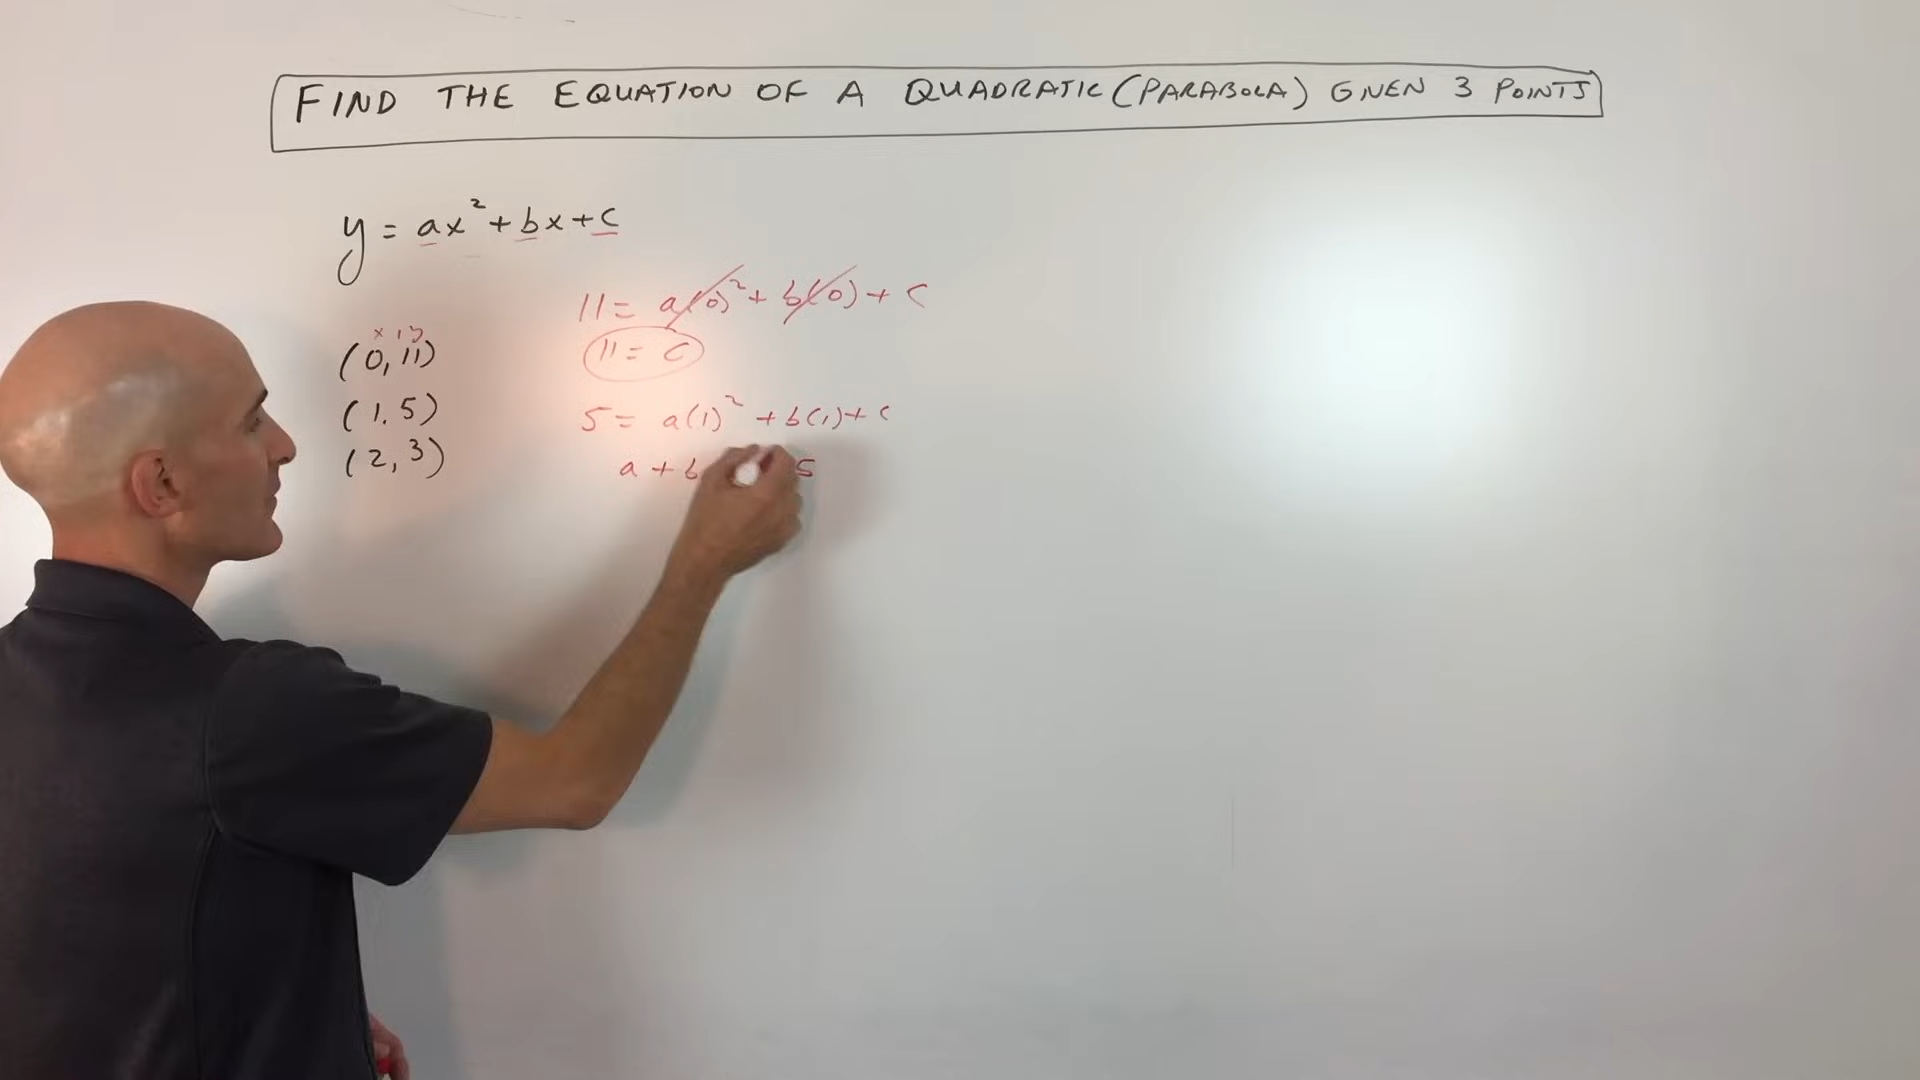 FIND THE EQUATION OF A QUADRATIC (PARABOLA) GIVEN 3 POINTS
y = ax² + bx + c
11 = a(0)² + b(0) + c
x, y
(0, 11)
11 = c
(1, 5)
5 = a(1)² + b(1) + c
(2, 3)
a + b 5